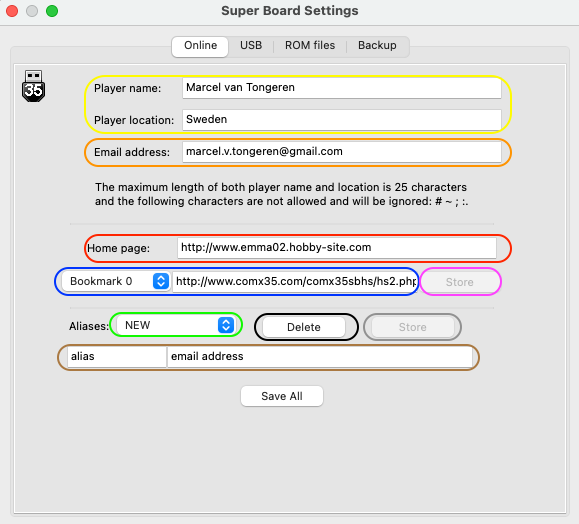 Super Board Settings
Online USB ROM files Backup
35
Player name: Marcel van Tongeren
Player location: Sweden
Email address: marcel.v.tongeren@gmail.com
The maximum length of both player name and location is 25 characters
and the following characters are not allowed and will be ignored: # ~ ; :.
Home page: http://www.emma02.hobby-site.com
Bookmark 0 http://www.comx35.com/comx35sbhs/hs2.php Store
Aliases: NEW Delete Store
alias email address
Save All